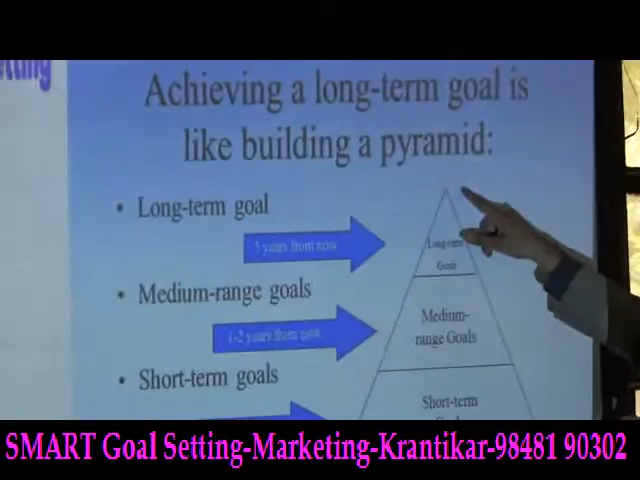 etting
Achieving a long-term goal is
like building a pyramid:
• Long-term goal
5 years from now
Long-term
Goals
• Medium-range goals
1-2 years from now
Medium-
range Goals
• Short-term goals
Short-term
SMART Goal Setting-Marketing-Krantikar-98481 90302